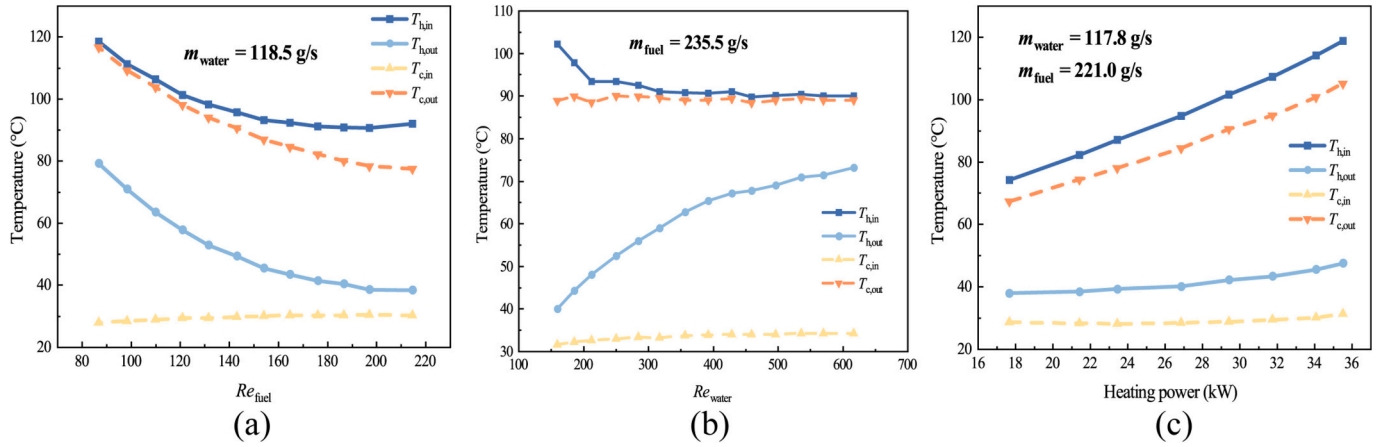 T_h,in
T_h,out
T_c,in
T_c,out
m_water = 118.5 g/s
120
100
80
60
40
20
Temperature (°C)
80 100 120 140 160 180 200 220
Re_fuel
(a)
m_fuel = 235.5 g/s
110
100
90
80
70
60
50
40
30
Temperature (°C)
T_h,in
T_h,out
T_c,in
T_c,out
100 200 300 400 500 600 700
Re_water
(b)
m_water = 117.8 g/s
m_fuel = 221.0 g/s
120
100
80
60
40
20
Temperature (°C)
T_h,in
T_h,out
T_c,in
T_c,out
16 18 20 22 24 26 28 30 32 34 36
Heating power (kW)
(c)